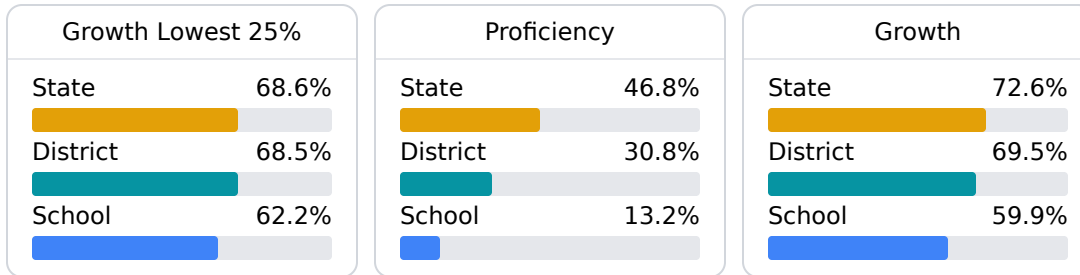 Growth Lowest 25%
State 68.6%
District 68.5%
School 62.2%
Proficiency
State 46.8%
District 30.8%
School 13.2%
Growth
State 72.6%
District 69.5%
School 59.9%